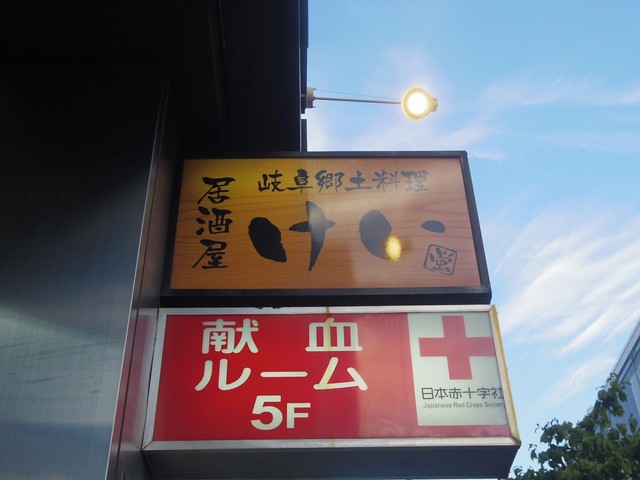 岐阜郷土料理
居酒屋
けい
献血
ルーム
5F
日本赤十字社
Japanese Red Cross Society